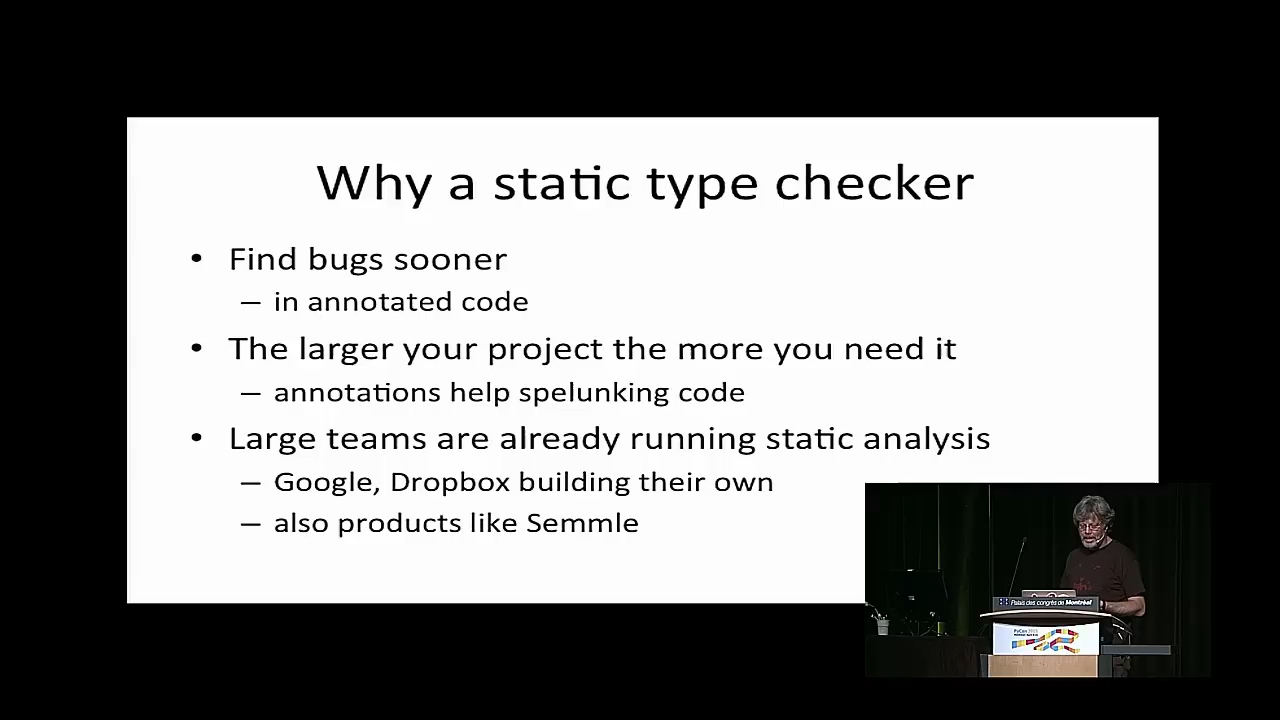 Why a static type checker
• Find bugs sooner
– in annotated code
• The larger your project the more you need it
– annotations help spelunking code
• Large teams are already running static analysis
– Google, Dropbox building their own
– also products like Semmle
Palais des congrès de Montréal
PyCon 2015